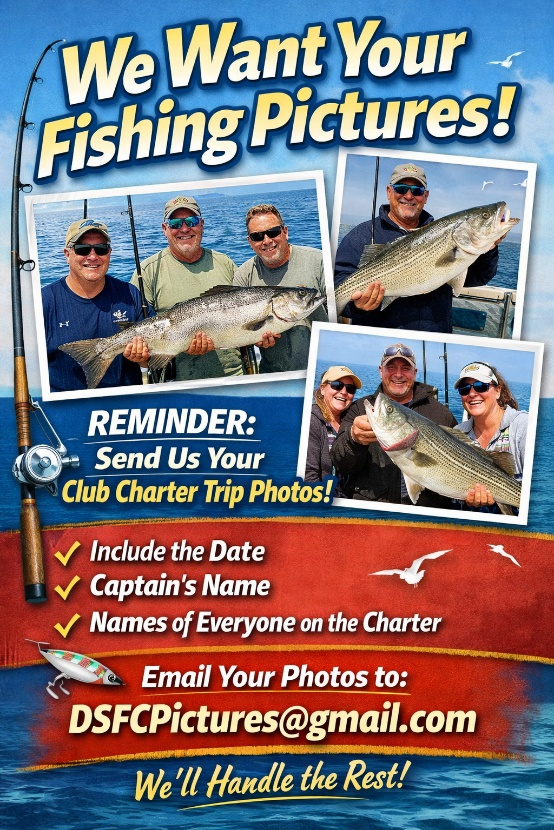 We Want Your
Fishing Pictures!
REMINDER:
Send Us Your
Club Charter Trip Photos!
Include the Date
Captain's Name
Names of Everyone on the Charter
Email Your Photos to:
DSFCPictures@gmail.com
We'll Handle the Rest!